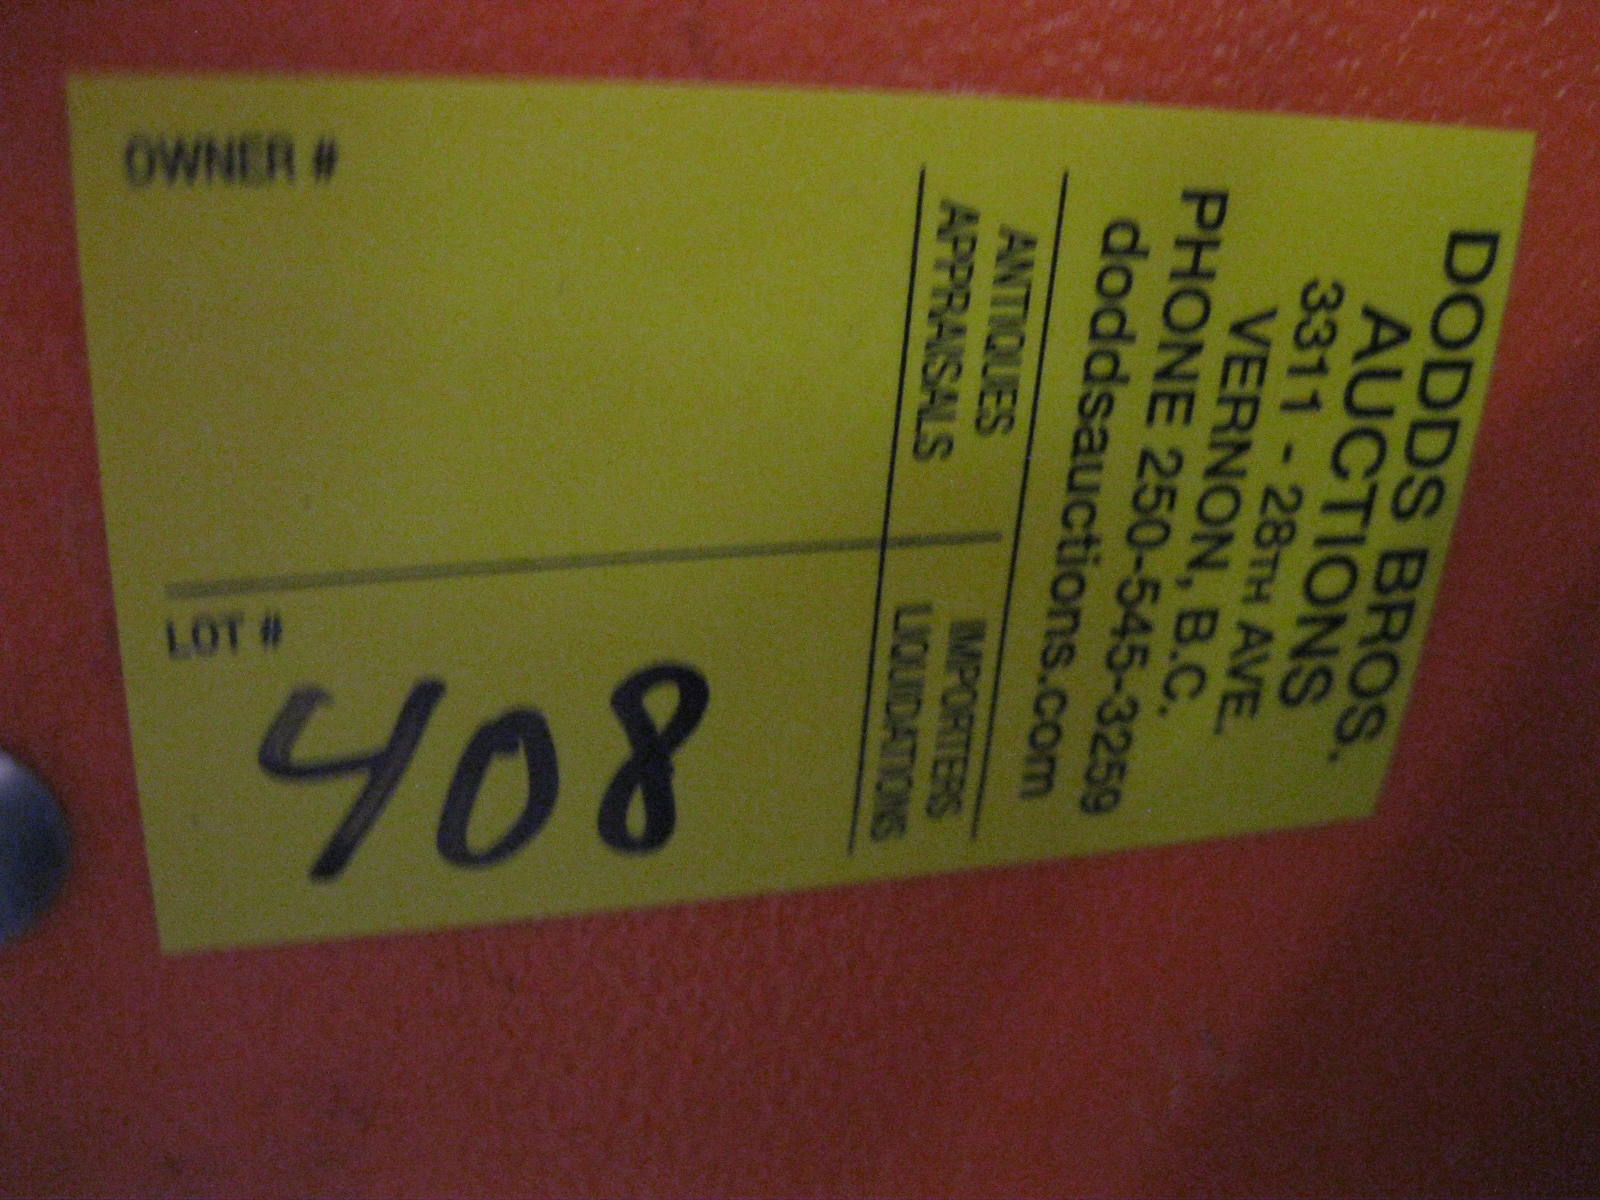 DODDS BROS.
AUCTIONS
3311 - 28TH AVE.
VERNON, B.C.
PHONE 250-545-3259
doddsauctions.com
ANTIQUES IMPORTERS
APPRAISALS LIQUIDATIONS
OWNER #
LOT #
408